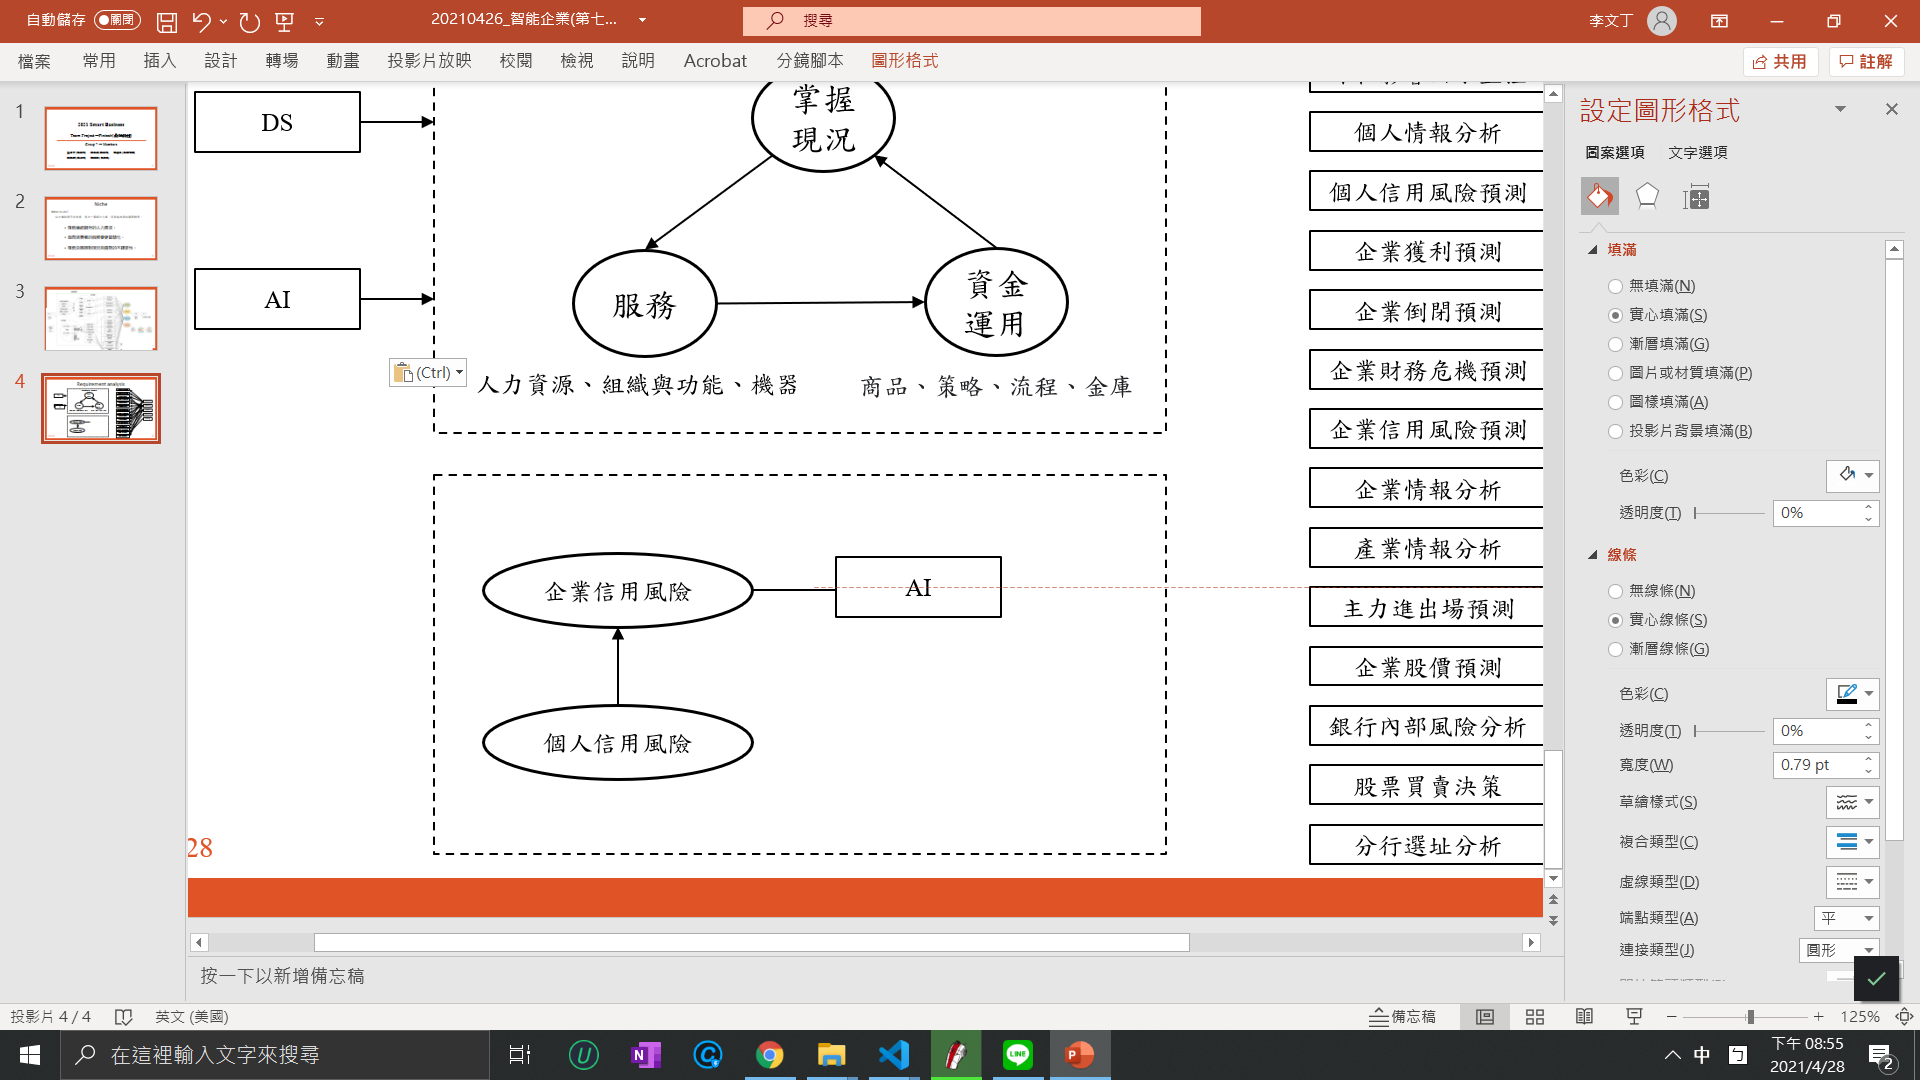 自動儲存
關閉
20210426_智能企業(第七...
搜尋
李文丁
檔案
常用
插入
設計
轉場
動畫
投影片放映
校閱
檢視
說明
Acrobat
分鏡腳本
圖形格式
共用
註解
1
2
3
4
2021 Smart Business
Niche
Requirement analysis
DS
AI
掌握
現況
服務
資金
運用
(Ctrl)
人力資源、組織與功能、機器
商品、策略、流程、金庫
企業信用風險
AI
個人信用風險
28
個人情報分析
個人信用風險預測
企業獲利預測
企業倒閉預測
企業財務危機預測
企業信用風險預測
企業情報分析
產業情報分析
主力進出場預測
企業股價預測
銀行內部風險分析
股票買賣決策
分行選址分析
按一下以新增備忘稿
設定圖形格式
圖案選項
文字選項
填滿
無填滿(N)
實心填滿(S)
漸層填滿(G)
圖片或材質填滿(P)
圖樣填滿(A)
投影片背景填滿(B)
色彩(C)
透明度(T)
0%
線條
無線條(N)
實心線條(S)
漸層線條(G)
色彩(C)
透明度(T)
0%
寬度(W)
0.79 pt
草繪樣式(S)
複合類型(C)
虛線類型(D)
端點類型(A)
平
連接類型(J)
圓形
投影片 4 / 4
英文 (美國)
備忘稿
125%
在這裡輸入文字來搜尋
中
ㄅ
下午 08:55
2021/4/28
2